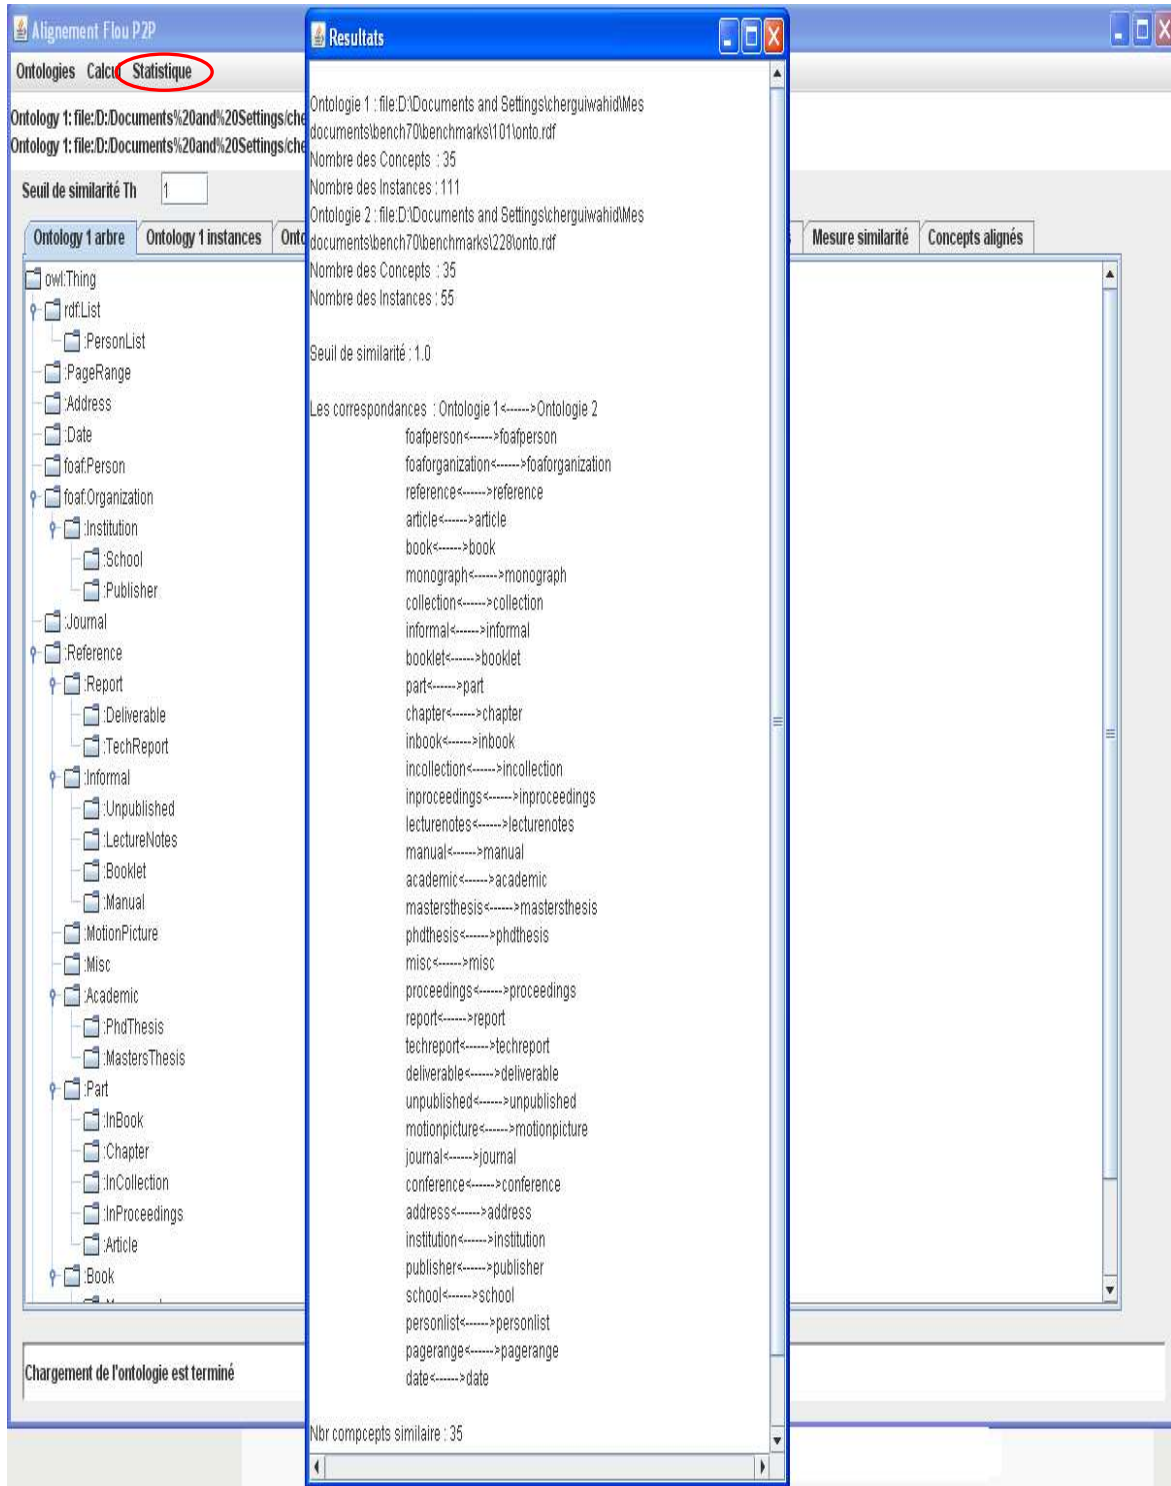 Alignement Flou P2P
Ontologies Calcul Statistique
Ontology 1: file:/D:/Documents%20and%20Settings/che
Ontology 1: file:/D:/Documents%20and%20Settings/che
Seuil de similarité Th 1
Ontology 1 arbre Ontology 1 instances Onto
Mesure similarité Concepts alignés
owl:Thing
rdf:List
:PersonList
:PageRange
:Address
:Date
foaf:Person
foaf:Organization
:Institution
:School
:Publisher
:Journal
:Reference
:Report
:Deliverable
:TechReport
:Informal
:Unpublished
:LectureNotes
:Booklet
:Manual
:MotionPicture
:Misc
:Academic
:PhdThesis
:MastersThesis
:Part
:InBook
:Chapter
:InCollection
:InProceedings
:Article
:Book
Chargement de l'ontologie est terminé
Resultats
Ontologie 1 : file:D:\Documents and Settings\cherguiwahid\Mes
documents\bench70\benchmarks\101\onto.rdf
Nombre des Concepts : 35
Nombre des Instances : 111
Ontologie 2 : file:D:\Documents and Settings\cherguiwahid\Mes
documents\bench70\benchmarks\228\onto.rdf
Nombre des Concepts : 35
Nombre des Instances : 55
Seuil de similarité : 1.0
Les correspondances : Ontologie 1<------>Ontologie 2
foafperson<------>foafperson
foaforganization<------>foaforganization
reference<------>reference
article<------>article
book<------>book
monograph<------>monograph
collection<------>collection
informal<------>informal
booklet<------>booklet
part<------>part
chapter<------>chapter
inbook<------>inbook
incollection<------>incollection
inproceedings<------>inproceedings
lecturenotes<------>lecturenotes
manual<------>manual
academic<------>academic
mastersthesis<------>mastersthesis
phdthesis<------>phdthesis
misc<------>misc
proceedings<------>proceedings
report<------>report
techreport<------>techreport
deliverable<------>deliverable
unpublished<------>unpublished
motionpicture<------>motionpicture
journal<------>journal
conference<------>conference
address<------>address
institution<------>institution
publisher<------>publisher
school<------>school
personlist<------>personlist
pagerange<------>pagerange
date<------>date
Nbr compcepts similaire : 35